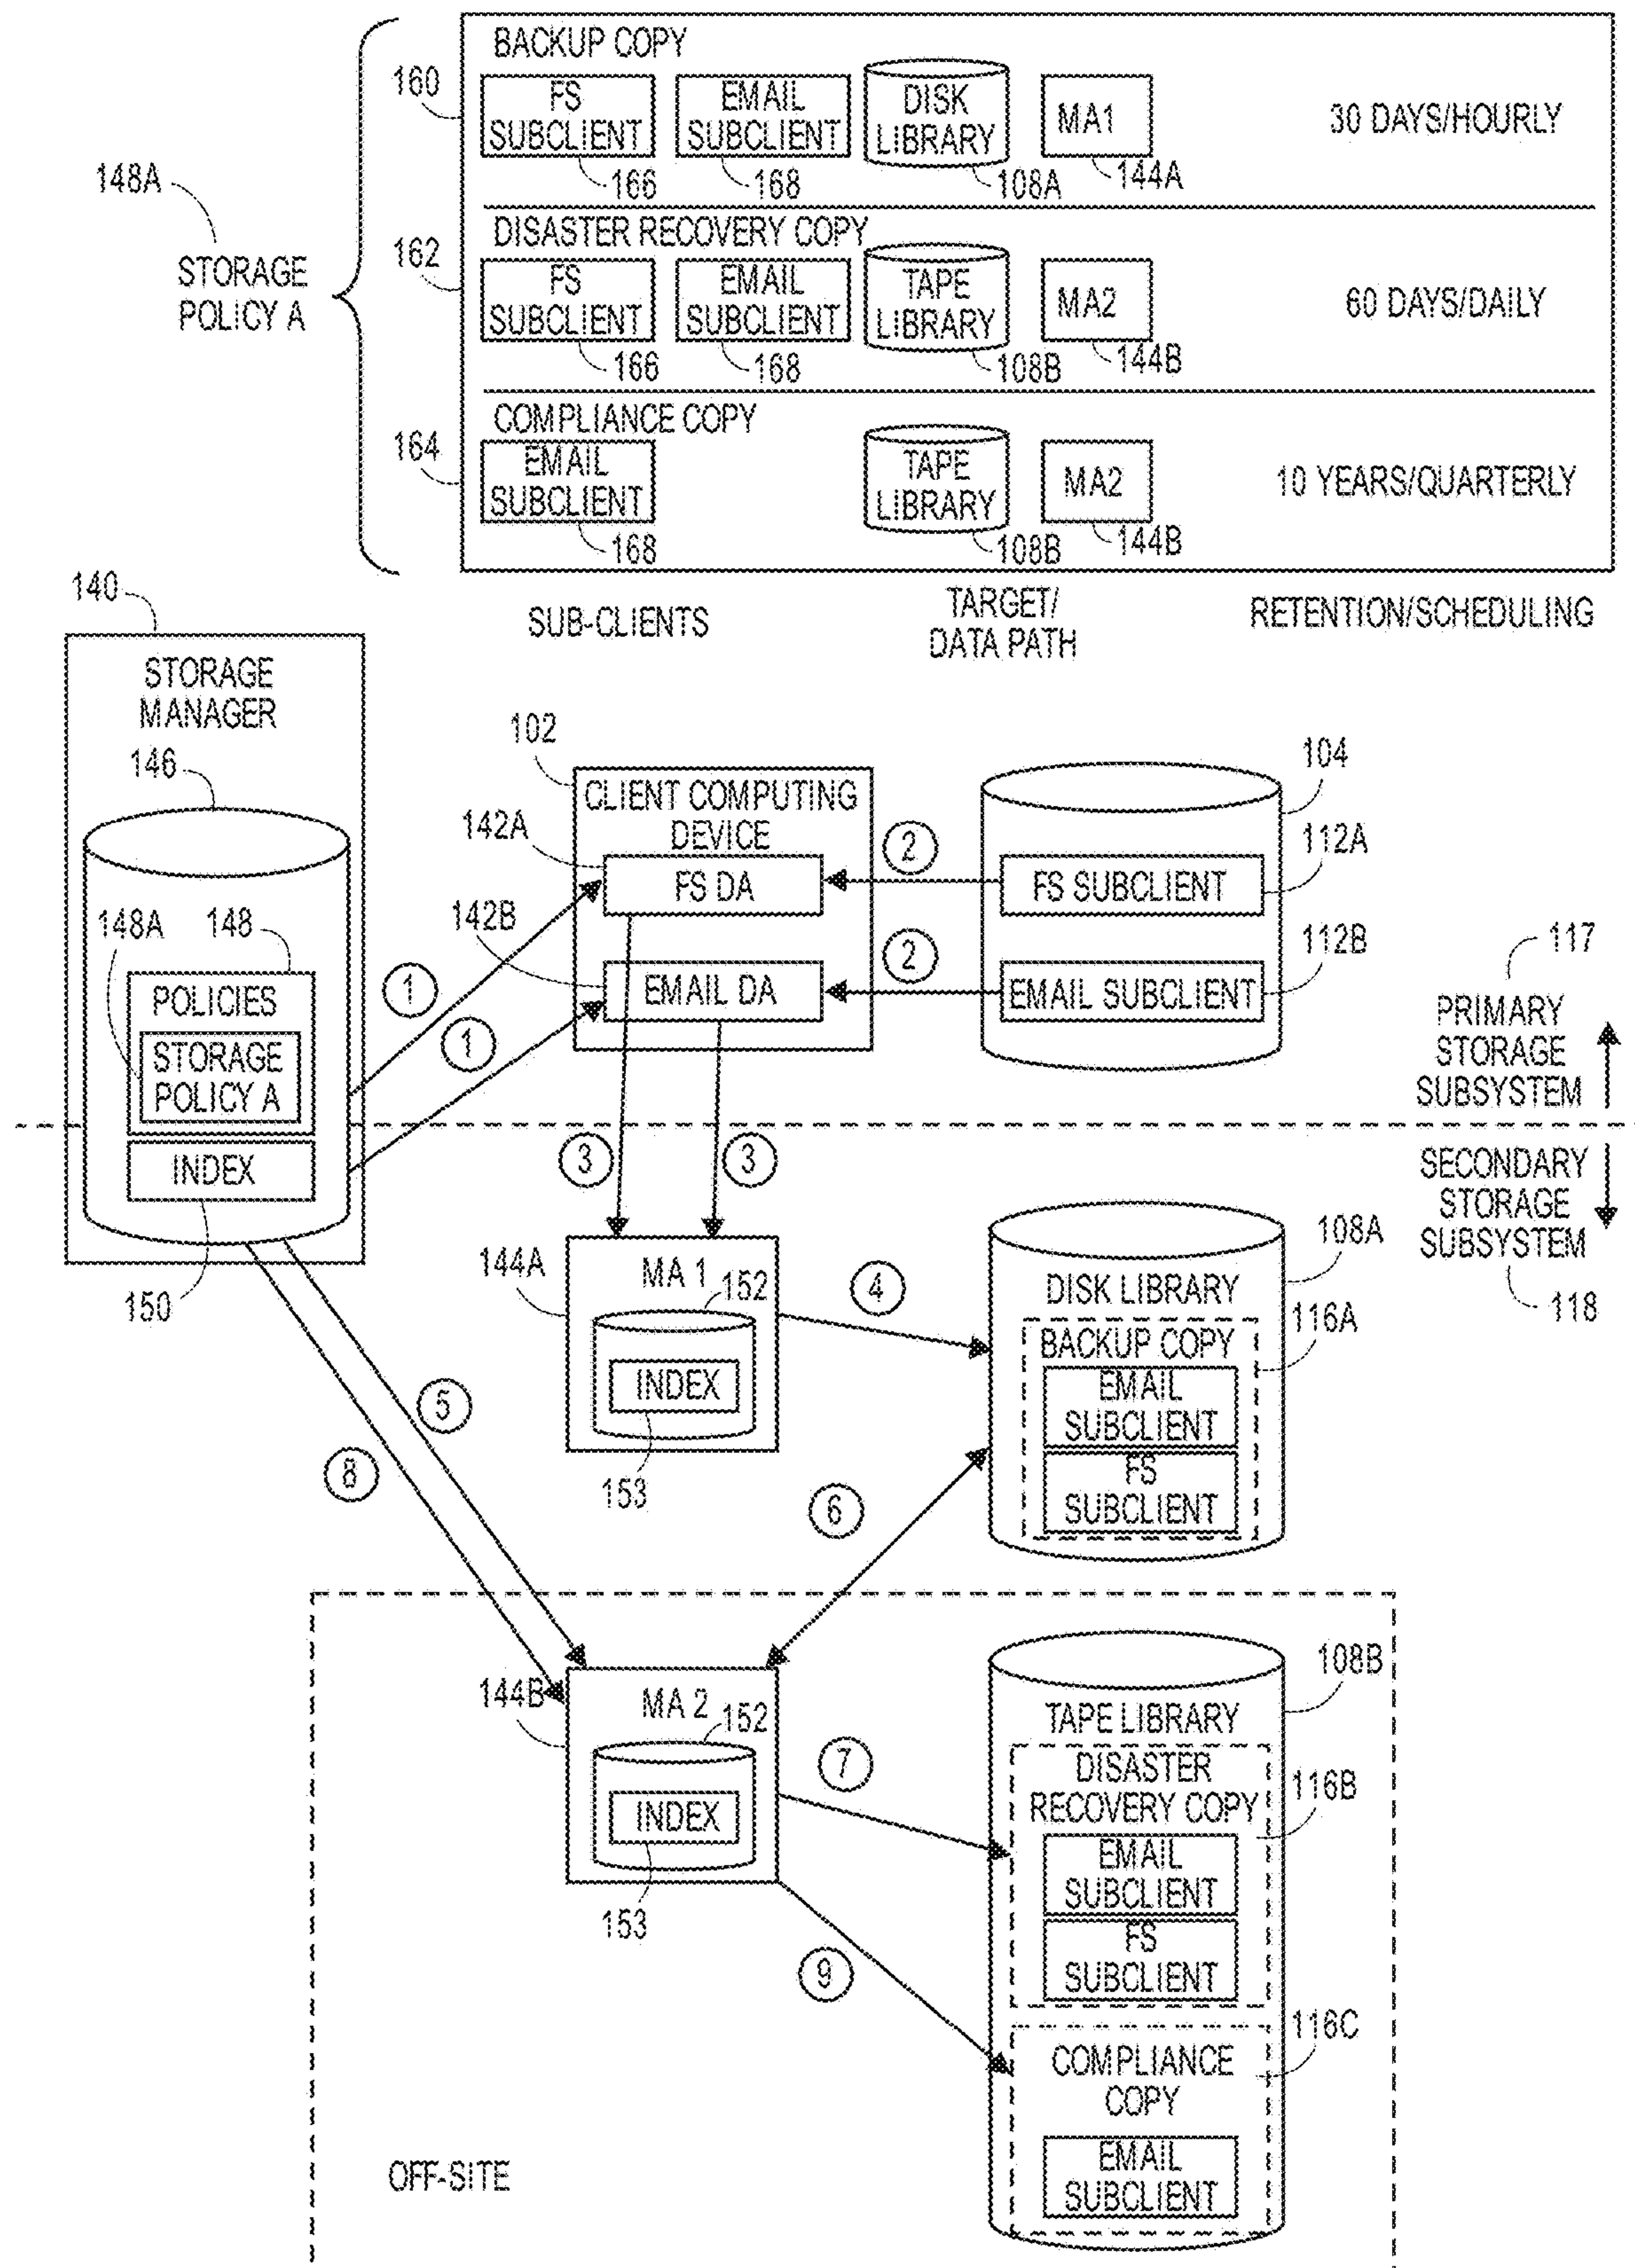 BACKUP COPY
160
FS
SUBCLIENT
166
EMAIL
SUBCLIENT
168
DISK
LIBRARY
108A
MA1
144A
30 DAYS/HOURLY
148A
STORAGE
POLICY A
DISASTER RECOVERY COPY
162
FS
SUBCLIENT
166
EMAIL
SUBCLIENT
168
TAPE
LIBRARY
108B
MA2
144B
60 DAYS/DAILY
COMPLIANCE COPY
164
EMAIL
SUBCLIENT
168
TAPE
LIBRARY
108B
MA2
144B
10 YEARS/QUARTERLY
SUB-CLIENTS
TARGET/
DATA PATH
RETENTION/SCHEDULING
140
STORAGE
MANAGER
146
148A
148
POLICIES
STORAGE
POLICY A
INDEX
150
102
CLIENT COMPUTING
DEVICE
142A
FS DA
142B
EMAIL DA
104
112A
FS SUBCLIENT
112B
EMAIL SUBCLIENT
1
1
2
2
117
PRIMARY
STORAGE
SUBSYSTEM
SECONDARY
STORAGE
SUBSYSTEM
118
3
3
144A
MA 1
152
INDEX
153
4
108A
DISK LIBRARY
116A
BACKUP COPY
EMAIL
SUBCLIENT
FS
SUBCLIENT
5
8
6
144B
MA 2
152
INDEX
153
7
9
108B
TAPE LIBRARY
DISASTER
RECOVERY COPY
116B
EMAIL
SUBCLIENT
FS
SUBCLIENT
116C
COMPLIANCE
COPY
EMAIL
SUBCLIENT
OFF-SITE